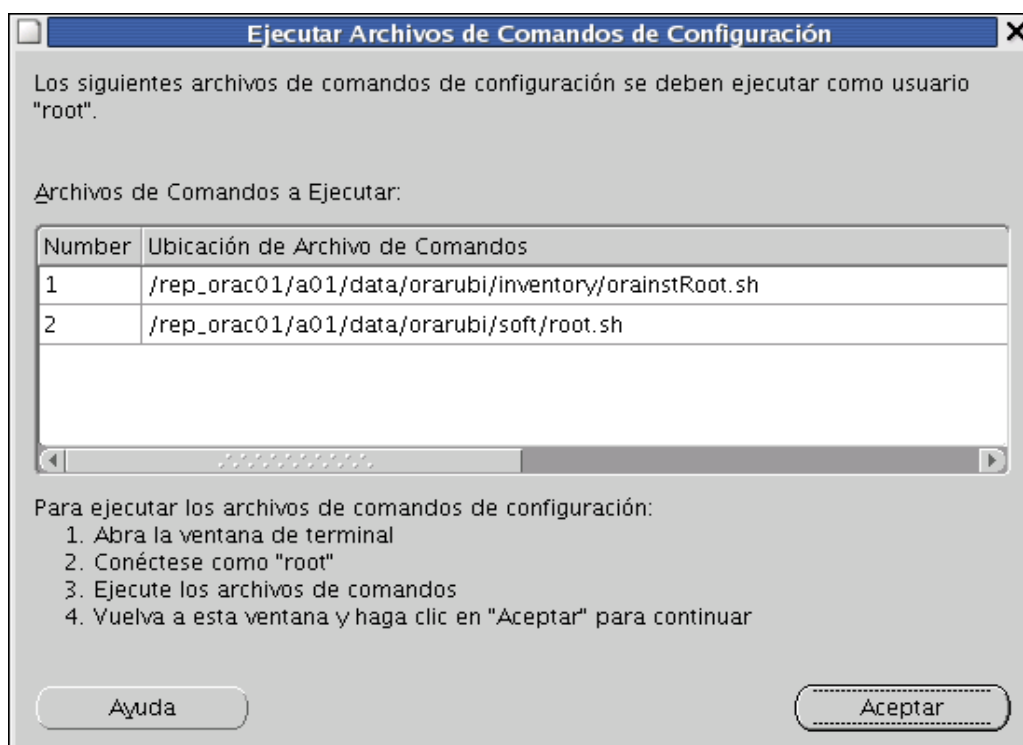 Ejecutar Archivos de Comandos de Configuración
Los siguientes archivos de comandos de configuración se deben ejecutar como usuario
"root".
Archivos de Comandos a Ejecutar:
Number Ubicación de Archivo de Comandos
1 /rep_orac01/a01/data/orarubi/inventory/orainstRoot.sh
2 /rep_orac01/a01/data/orarubi/soft/root.sh
Para ejecutar los archivos de comandos de configuración:
1. Abra la ventana de terminal
2. Conéctese como "root"
3. Ejecute los archivos de comandos
4. Vuelva a esta ventana y haga clic en "Aceptar" para continuar
Ayuda Aceptar